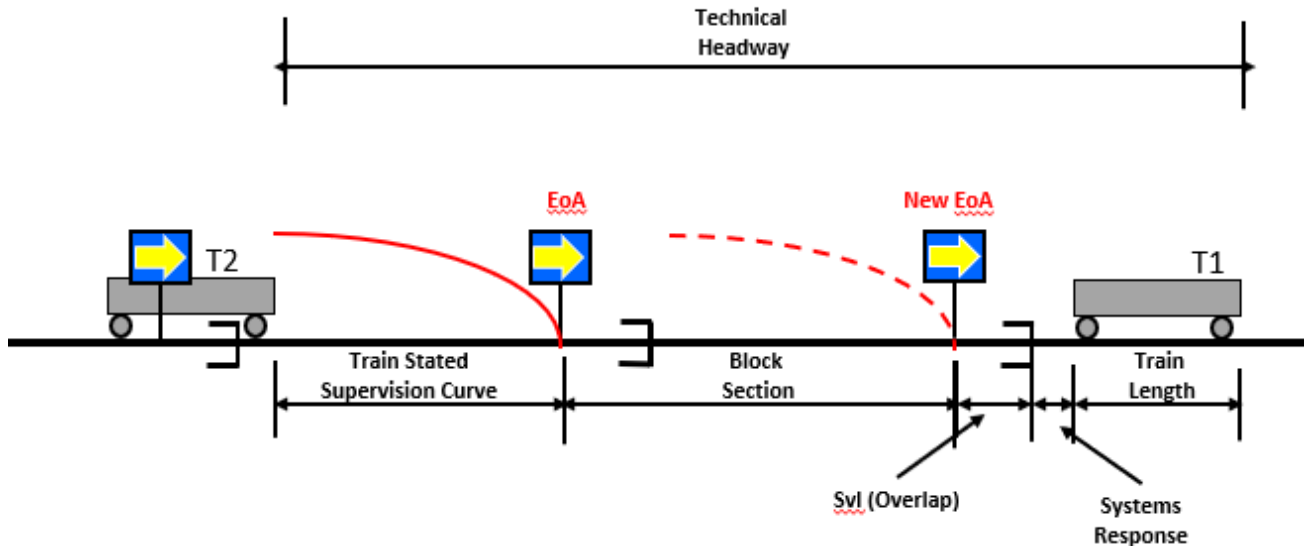 Technical
Headway
EoA
New EoA
T2
T1
Train Stated
Supervision Curve
Block
Section
Train
Length
Svl (Overlap)
Systems
Response